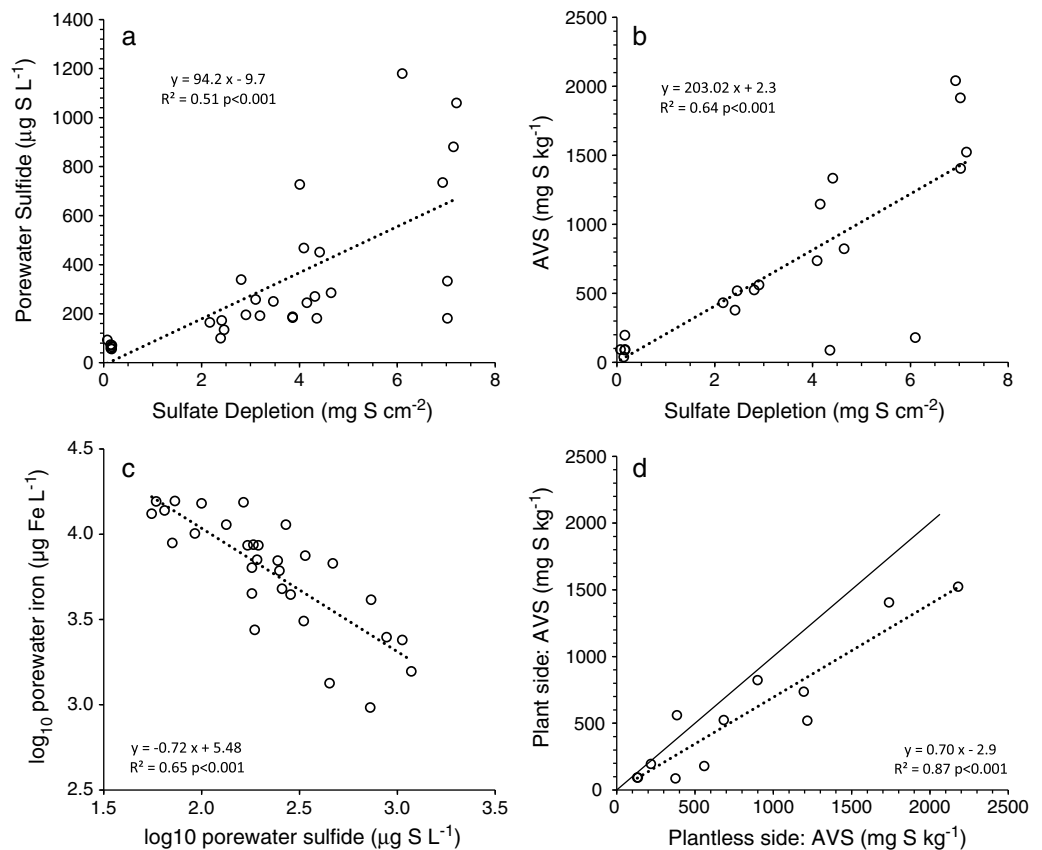 a
y = 94.2 x - 9.7
R² = 0.51 p<0.001
Porewater Sulfide (µg S L⁻¹)
1400
1200
1000
800
600
400
200
0
0 2 4 6 8
Sulfate Depletion (mg S cm⁻²)
b
y = 203.02 x + 2.3
R² = 0.64 p<0.001
AVS (mg S kg⁻¹)
2500
2000
1500
1000
500
0
0 2 4 6 8
Sulfate Depletion (mg S cm⁻²)
c
y = -0.72 x + 5.48
R² = 0.65 p<0.001
log₁₀ porewater iron (µg Fe L⁻¹)
4.5
4.0
3.5
3.0
2.5
1.5 2.0 2.5 3.0 3.5
log10 porewater sulfide (µg S L⁻¹)
d
y = 0.70 x - 2.9
R² = 0.87 p<0.001
Plant side: AVS (mg S kg⁻¹)
2500
2000
1500
1000
500
0
0 500 1000 1500 2000 2500
Plantless side: AVS (mg S kg⁻¹)